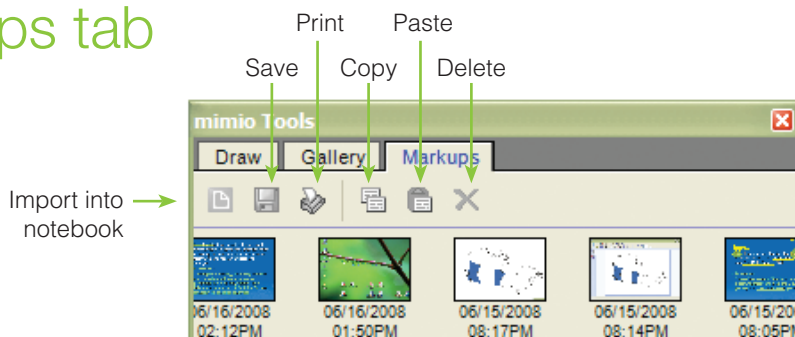 ps tab
Print Paste
Save Copy Delete
mimio Tools
Draw Gallery Markups
Import into
notebook
06/16/2008 06/16/2008 06/15/2008 06/15/2008 06/15/20
02:12PM 01:50PM 08:17PM 08:14PM 08:05P